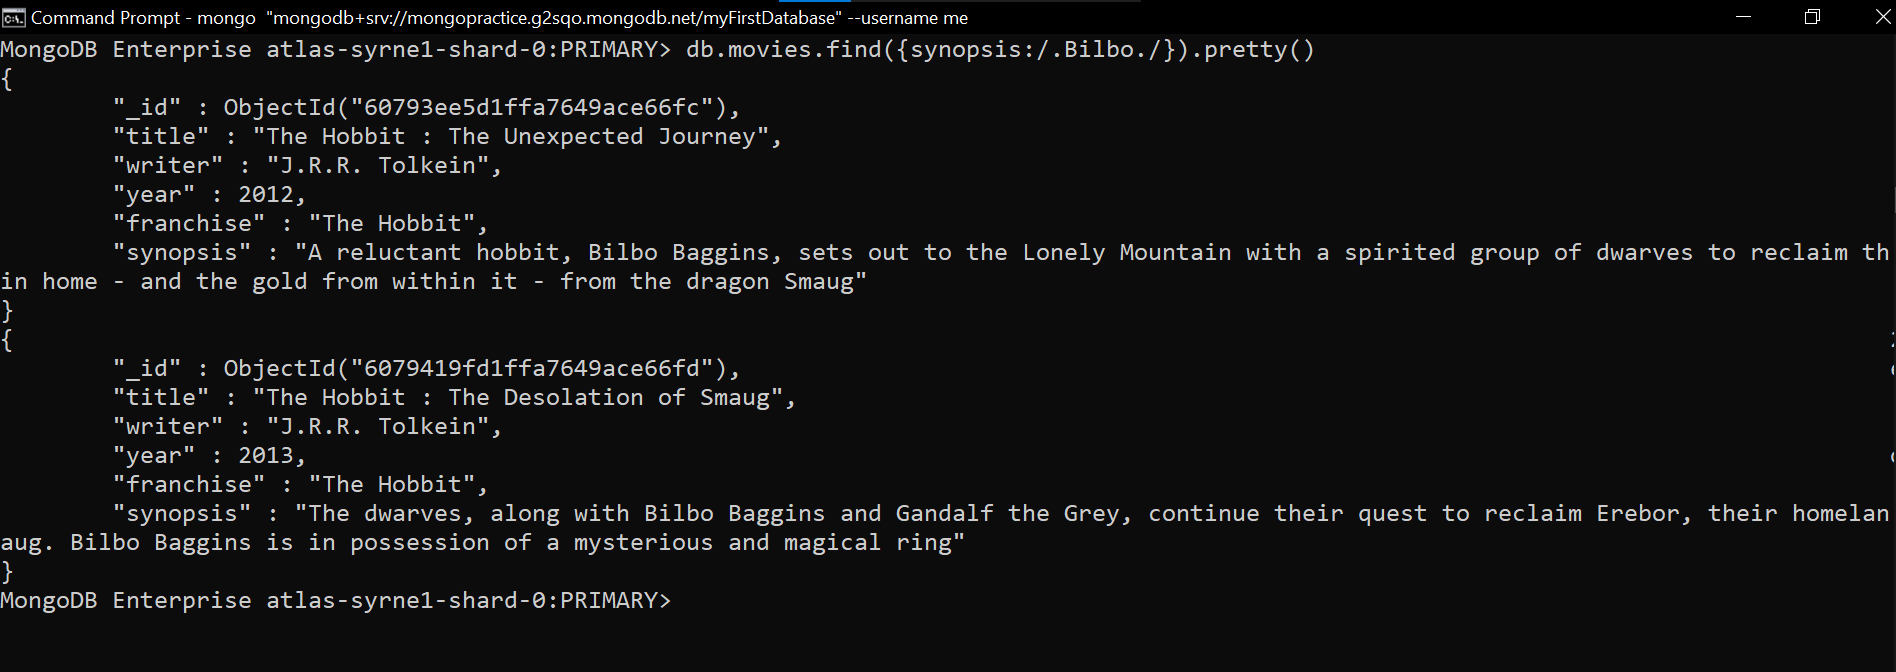 Command Prompt - mongo "mongodb+srv://mongopractice.g2sqo.mongodb.net/myFirstDatabase" --username me
MongoDB Enterprise atlas-syrne1-shard-0:PRIMARY> db.movies.find({synopsis:/.Bilbo./}).pretty()
{
"_id" : ObjectId("60793ee5d1ffa7649ace66fc"),
"title" : "The Hobbit : The Unexpected Journey",
"writer" : "J.R.R. Tolkein",
"year" : 2012,
"franchise" : "The Hobbit",
"synopsis" : "A reluctant hobbit, Bilbo Baggins, sets out to the Lonely Mountain with a spirited group of dwarves to reclaim th
in home - and the gold from within it - from the dragon Smaug"
}
{
"_id" : ObjectId("6079419fd1ffa7649ace66fd"),
"title" : "The Hobbit : The Desolation of Smaug",
"writer" : "J.R.R. Tolkein",
"year" : 2013,
"franchise" : "The Hobbit",
"synopsis" : "The dwarves, along with Bilbo Baggins and Gandalf the Grey, continue their quest to reclaim Erebor, their homelan
aug. Bilbo Baggins is in possession of a mysterious and magical ring"
}
MongoDB Enterprise atlas-syrne1-shard-0:PRIMARY>